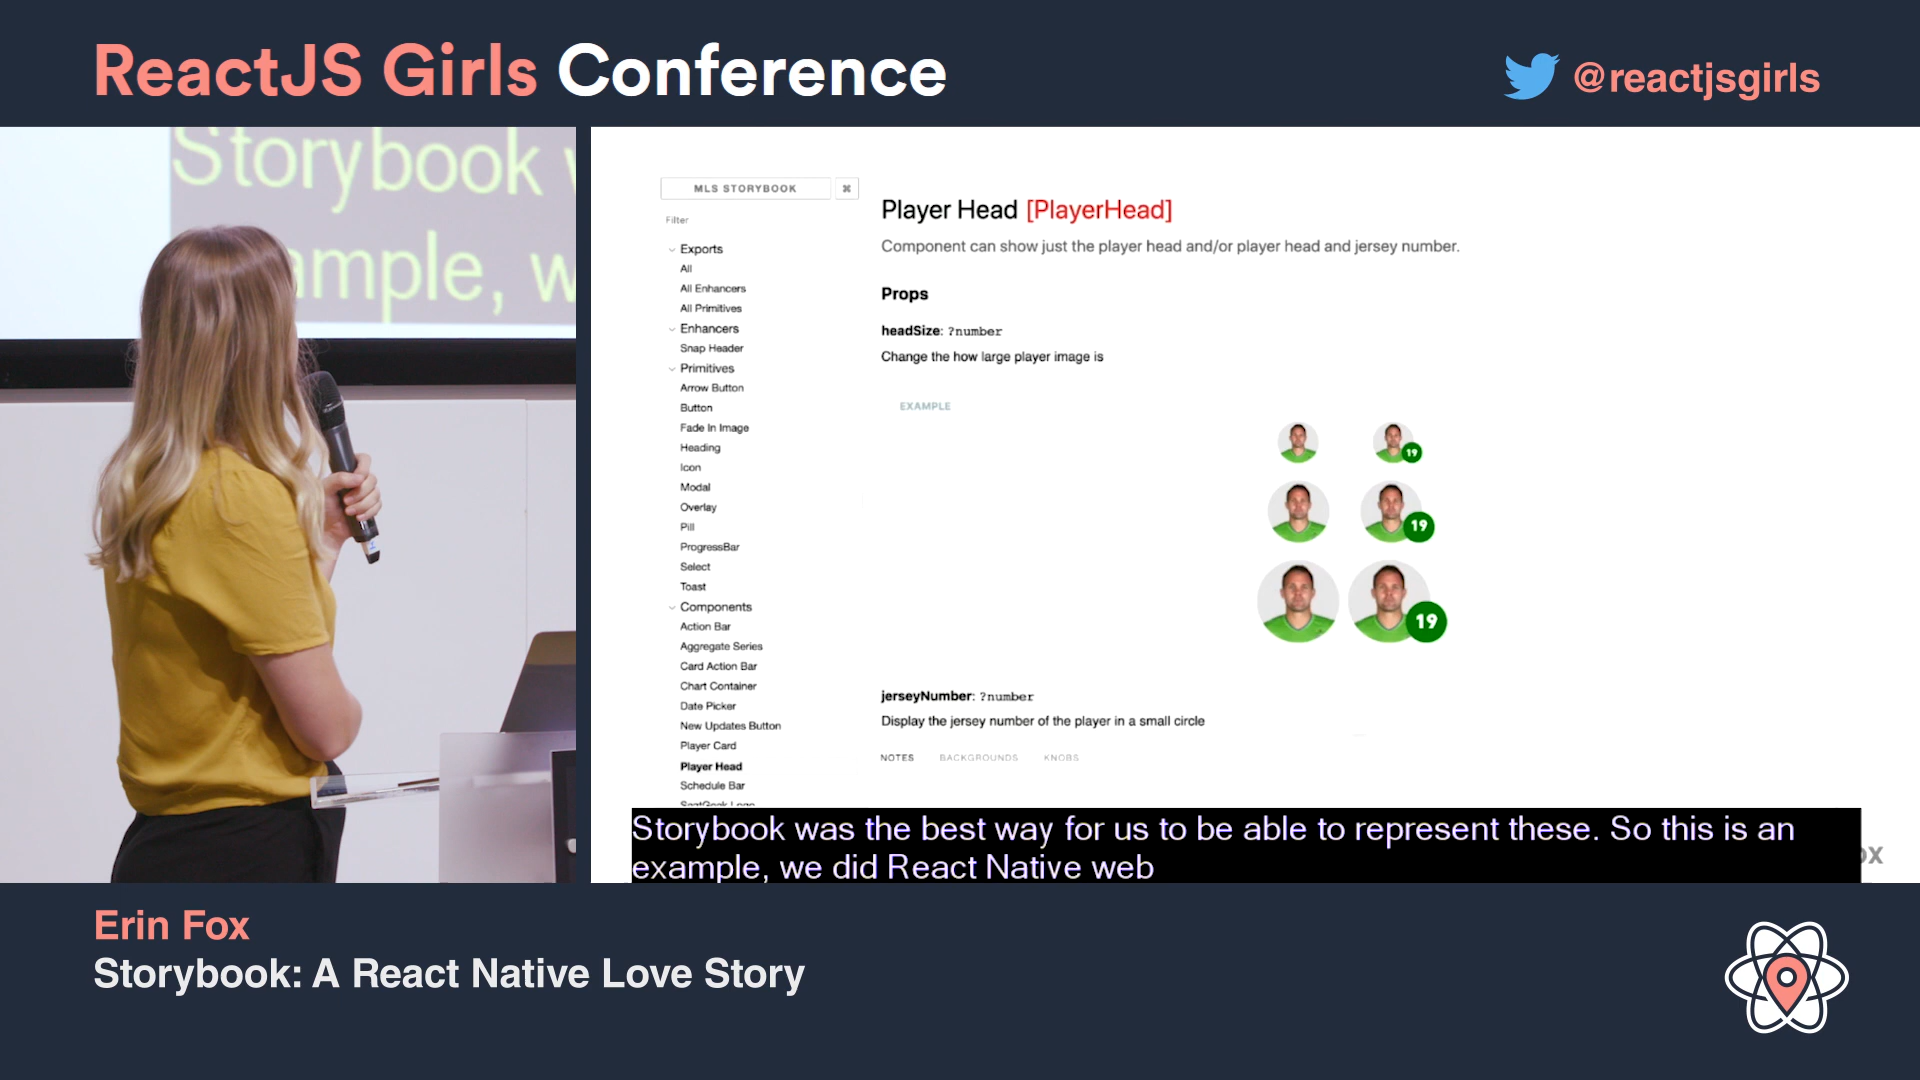 ReactJS Girls Conference
@reactjsgirls
Storybook
ample, w
MLS STORYBOOK
⌘
Filter
Exports
All
All Enhancers
All Primitives
Enhancers
Snap Header
Primitives
Arrow Button
Button
Fade In Image
Heading
Icon
Modal
Overlay
Pill
ProgressBar
Select
Toast
Components
Action Bar
Aggregate Series
Card Action Bar
Chart Container
Date Picker
New Updates Button
Player Card
Player Head
Schedule Bar
SeatGeek Logo
Player Head [PlayerHead]
Component can show just the player head and/or player head and jersey number.
Props
headSize: ?number
Change the how large player image is
EXAMPLE
19
19
19
jerseyNumber: ?number
Display the jersey number of the player in a small circle
NOTES BACKGROUNDS KNOBS
Storybook was the best way for us to be able to represent these. So this is an
example, we did React Native web
ox
Erin Fox
Storybook: A React Native Love Story